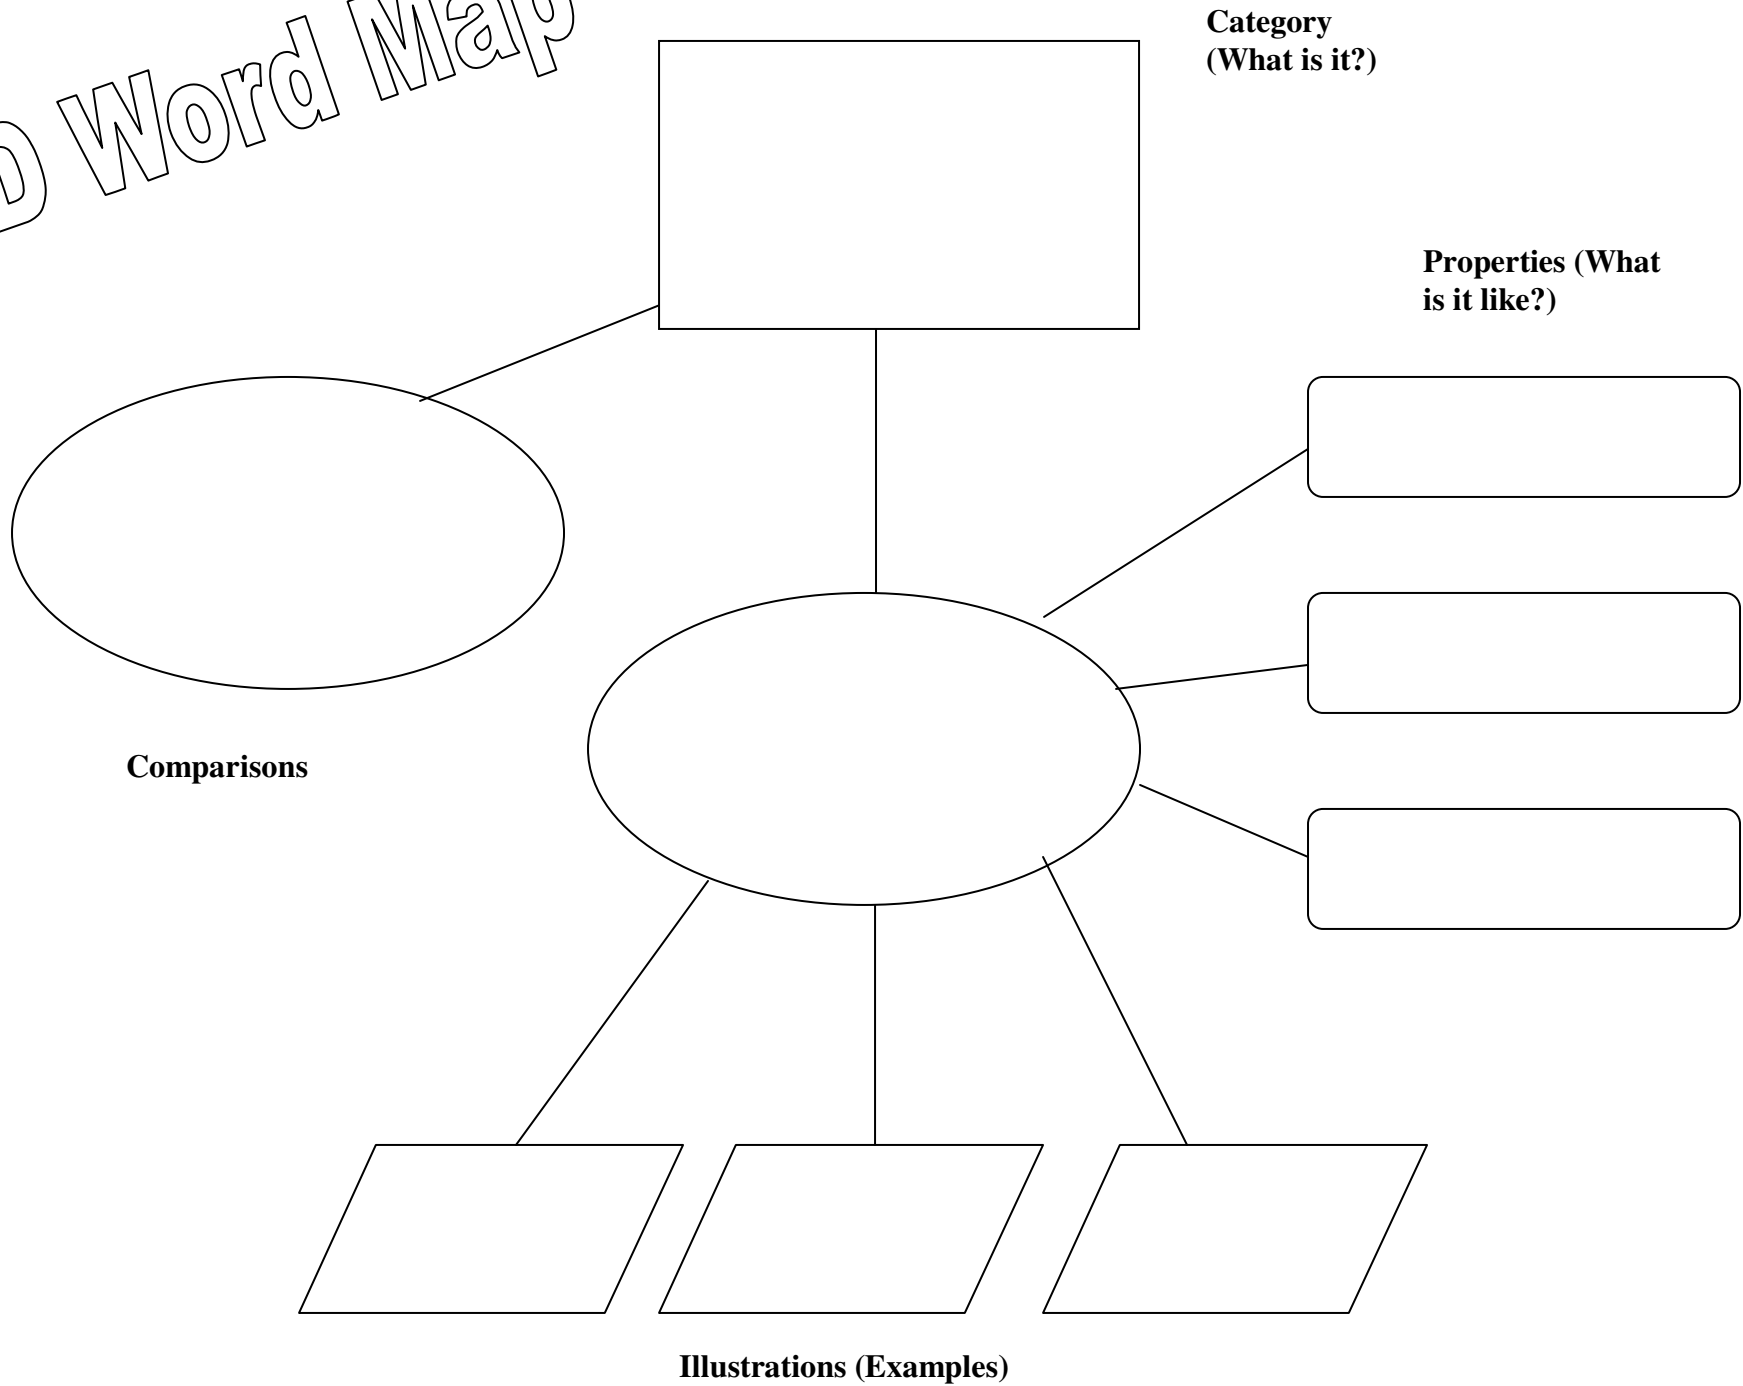 Word Map
Category
(What is it?)
Properties (What
is it like?)
Comparisons
Illustrations (Examples)